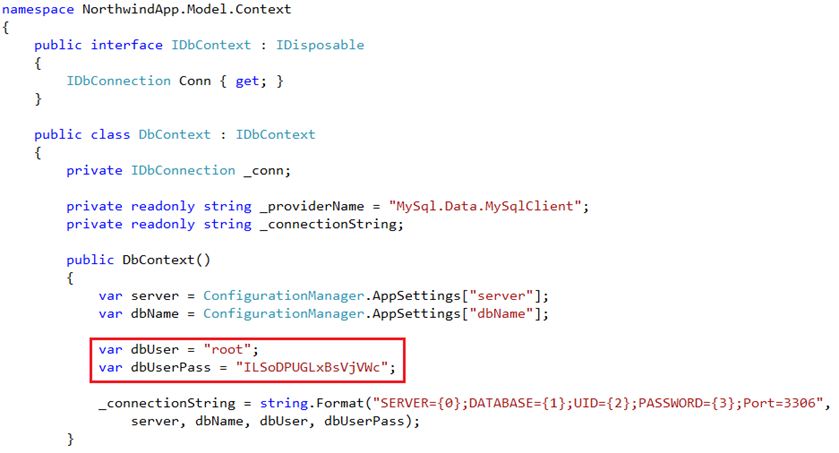 namespace NorthwindApp.Model.Context
{
    public interface IDbContext : IDisposable
    {
        IDbConnection Conn { get; }
    }

    public class DbContext : IDbContext
    {
        private IDbConnection _conn;

        private readonly string _providerName = "MySql.Data.MySqlClient";
        private readonly string _connectionString;

        public DbContext()
        {
            var server = ConfigurationManager.AppSettings["server"];
            var dbName = ConfigurationManager.AppSettings["dbName"];

            var dbUser = "root";
            var dbUserPass = "ILSoDPUGLxBsVjVWc";

            _connectionString = string.Format("SERVER={0};DATABASE={1};UID={2};PASSWORD={3};Port=3306",
                server, dbName, dbUser, dbUserPass);
        }